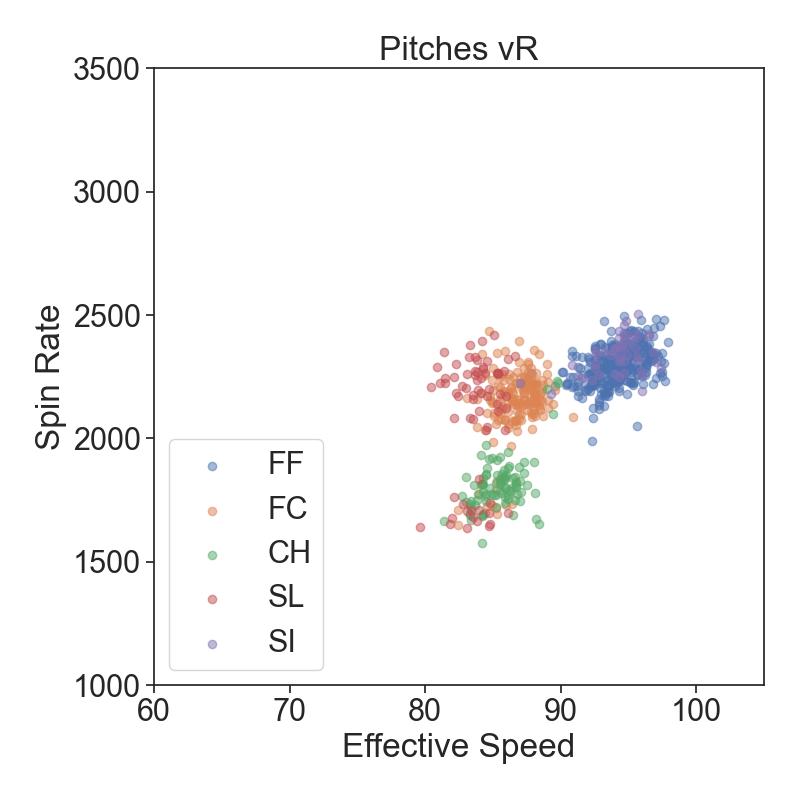 Pitches vR
3500
3000
2500
2000
1500
1000
Spin Rate
FF
FC
CH
SL
SI
60 70 80 90 100
Effective Speed